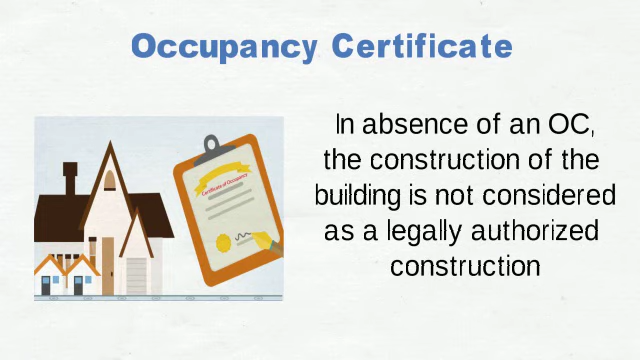 Occupancy Certificate
In absence of an OC,
the construction of the
building is not considered
as a legally authorized
construction
Certificate of Occupancy